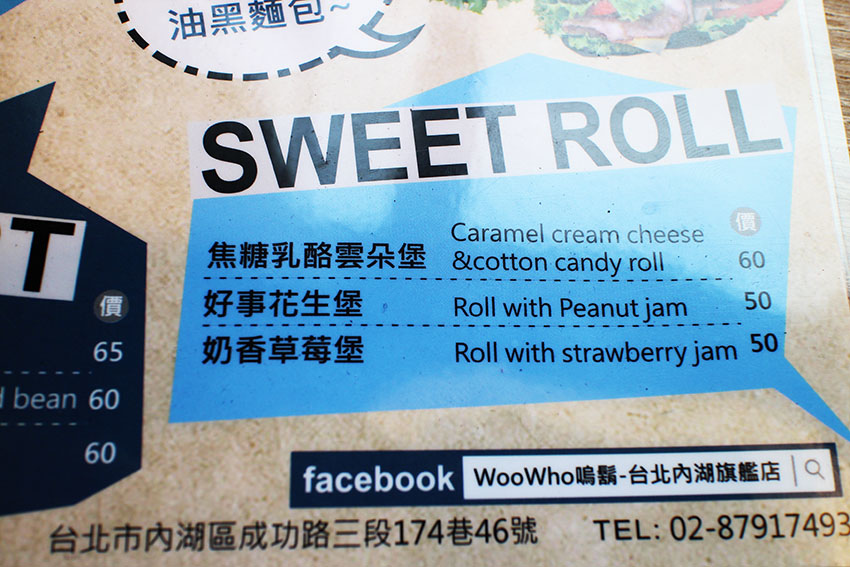 油黑麵包~
SWEET ROLL
價
焦糖乳酪雲朵堡 Caramel cream cheese &cotton candy roll 60
好事花生堡 Roll with Peanut jam 50
奶香草莓堡 Roll with strawberry jam 50
T
價
65
bean 60
60
facebook WooWho嗚鬍-台北內湖旗艦店
台北市內湖區成功路三段174巷46號 TEL: 02-87917493